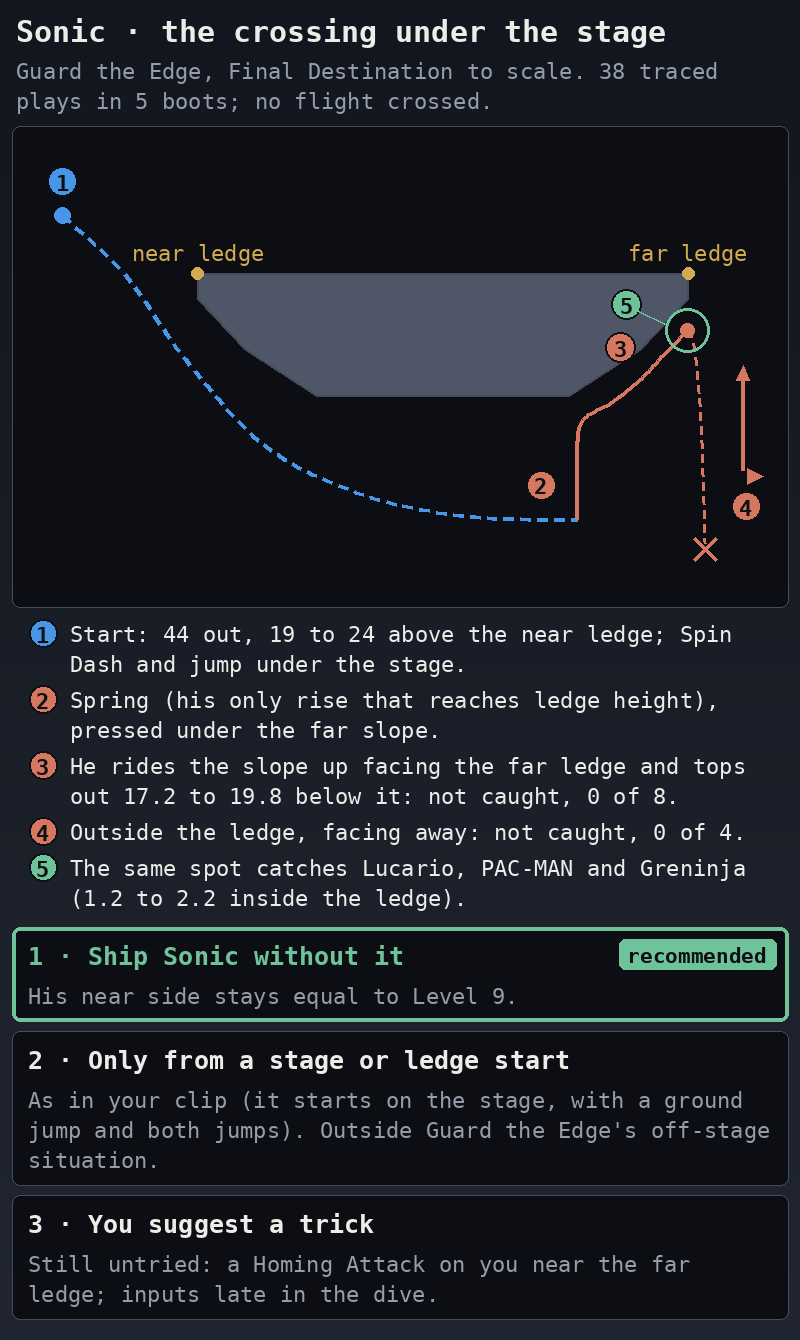 Sonic · the crossing under the stage
Guard the Edge, Final Destination to scale. 38 traced
plays in 5 boots; no flight crossed.
1
near ledge
far ledge
5
3
2
4
1 Start: 44 out, 19 to 24 above the near ledge; Spin
Dash and jump under the stage.
2 Spring (his only rise that reaches ledge height),
pressed under the far slope.
3 He rides the slope up facing the far ledge and tops
out 17.2 to 19.8 below it: not caught, 0 of 8.
4 Outside the ledge, facing away: not caught, 0 of 4.
5 The same spot catches Lucario, PAC-MAN and Greninja
(1.2 to 2.2 inside the ledge).
1 · Ship Sonic without it
recommended
His near side stays equal to Level 9.
2 · Only from a stage or ledge start
As in your clip (it starts on the stage, with a ground
jump and both jumps). Outside Guard the Edge's off-stage
situation.
3 · You suggest a trick
Still untried: a Homing Attack on you near the far
ledge; inputs late in the dive.